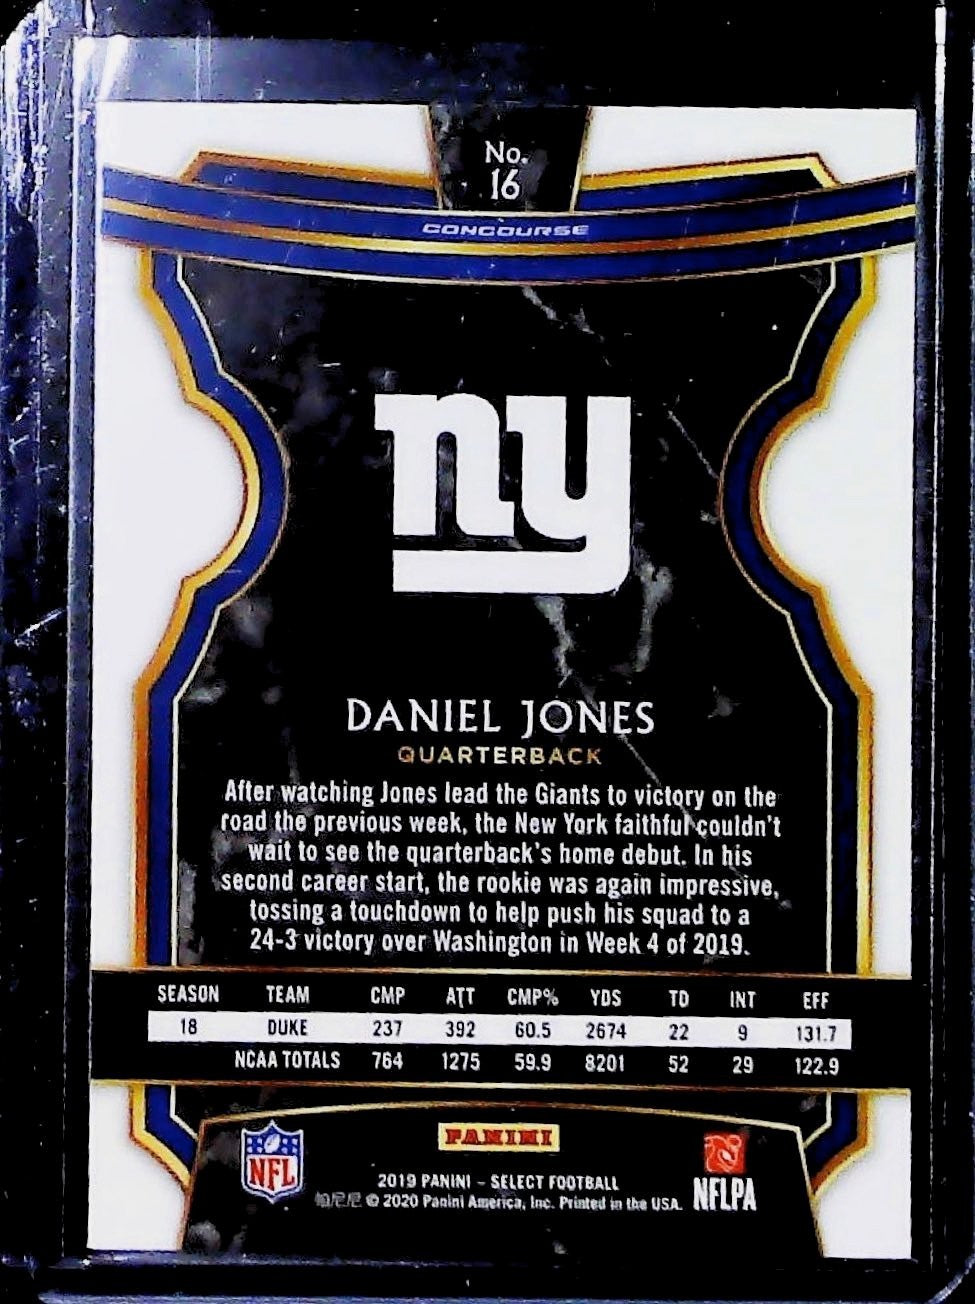 No.
16
CONCOURSE
ny
DANIEL JONES
QUARTERBACK
After watching Jones lead the Giants to victory on the
road the previous week, the New York faithful couldn't
wait to see the quarterback's home debut. In his
second career start, the rookie was again impressive,
tossing a touchdown to help push his squad to a
24-3 victory over Washington in Week 4 of 2019.
SEASON TEAM CMP ATT CMP% YDS TD INT EFF
18 DUKE 237 392 60.5 2674 22 9 131.7
NCAA TOTALS 764 1275 59.9 8201 52 29 122.9
NFL
PANINI
NFLPA
2019 PANINI – SELECT FOOTBALL
帕尼尼 © 2020 Panini America, Inc. Printed in the USA.